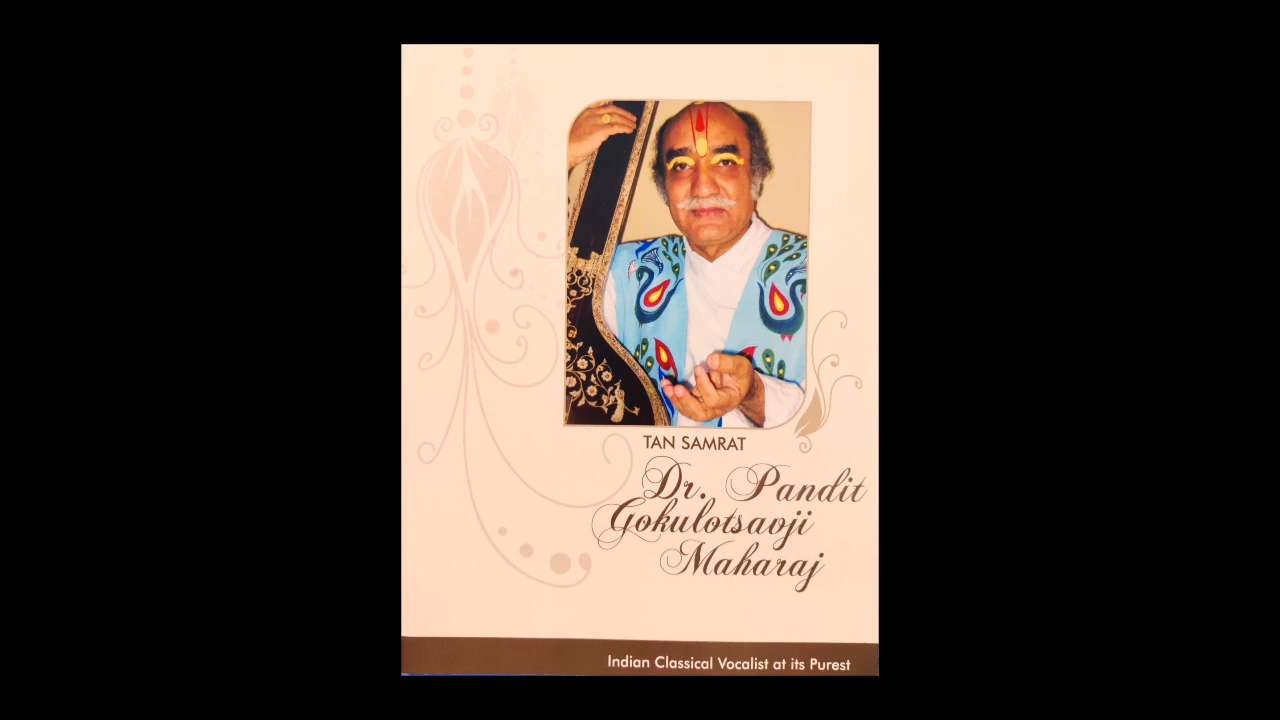 TAN SAMRAT
Dr. Pandit
Gokulotsavji
Maharaj
Indian Classical Vocalist at its Purest